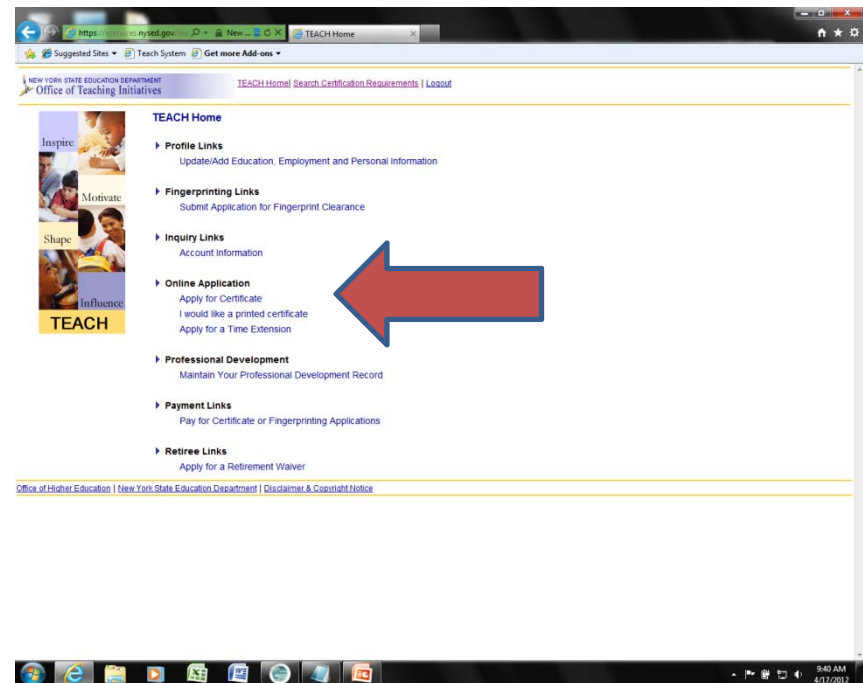 https nysed.gov New ... TEACH Home
Suggested Sites Teach System Get more Add-ons
NEW YORK STATE EDUCATION DEPARTMENT
Office of Teaching Initiatives
TEACH Home| Search Certification Requirements | Logout
Inspire
Motivate
Shape
Influence
TEACH
TEACH Home
Profile Links
Update/Add Education, Employment and Personal Information
Fingerprinting Links
Submit Application for Fingerprint Clearance
Inquiry Links
Account Information
Online Application
Apply for Certificate
I would like a printed certificate
Apply for a Time Extension
Professional Development
Maintain Your Professional Development Record
Payment Links
Pay for Certificate or Fingerprinting Applications
Retiree Links
Apply for a Retirement Waiver
Office of Higher Education | New York State Education Department | Disclaimer & Copyright Notice
9:40 AM
4/17/2012